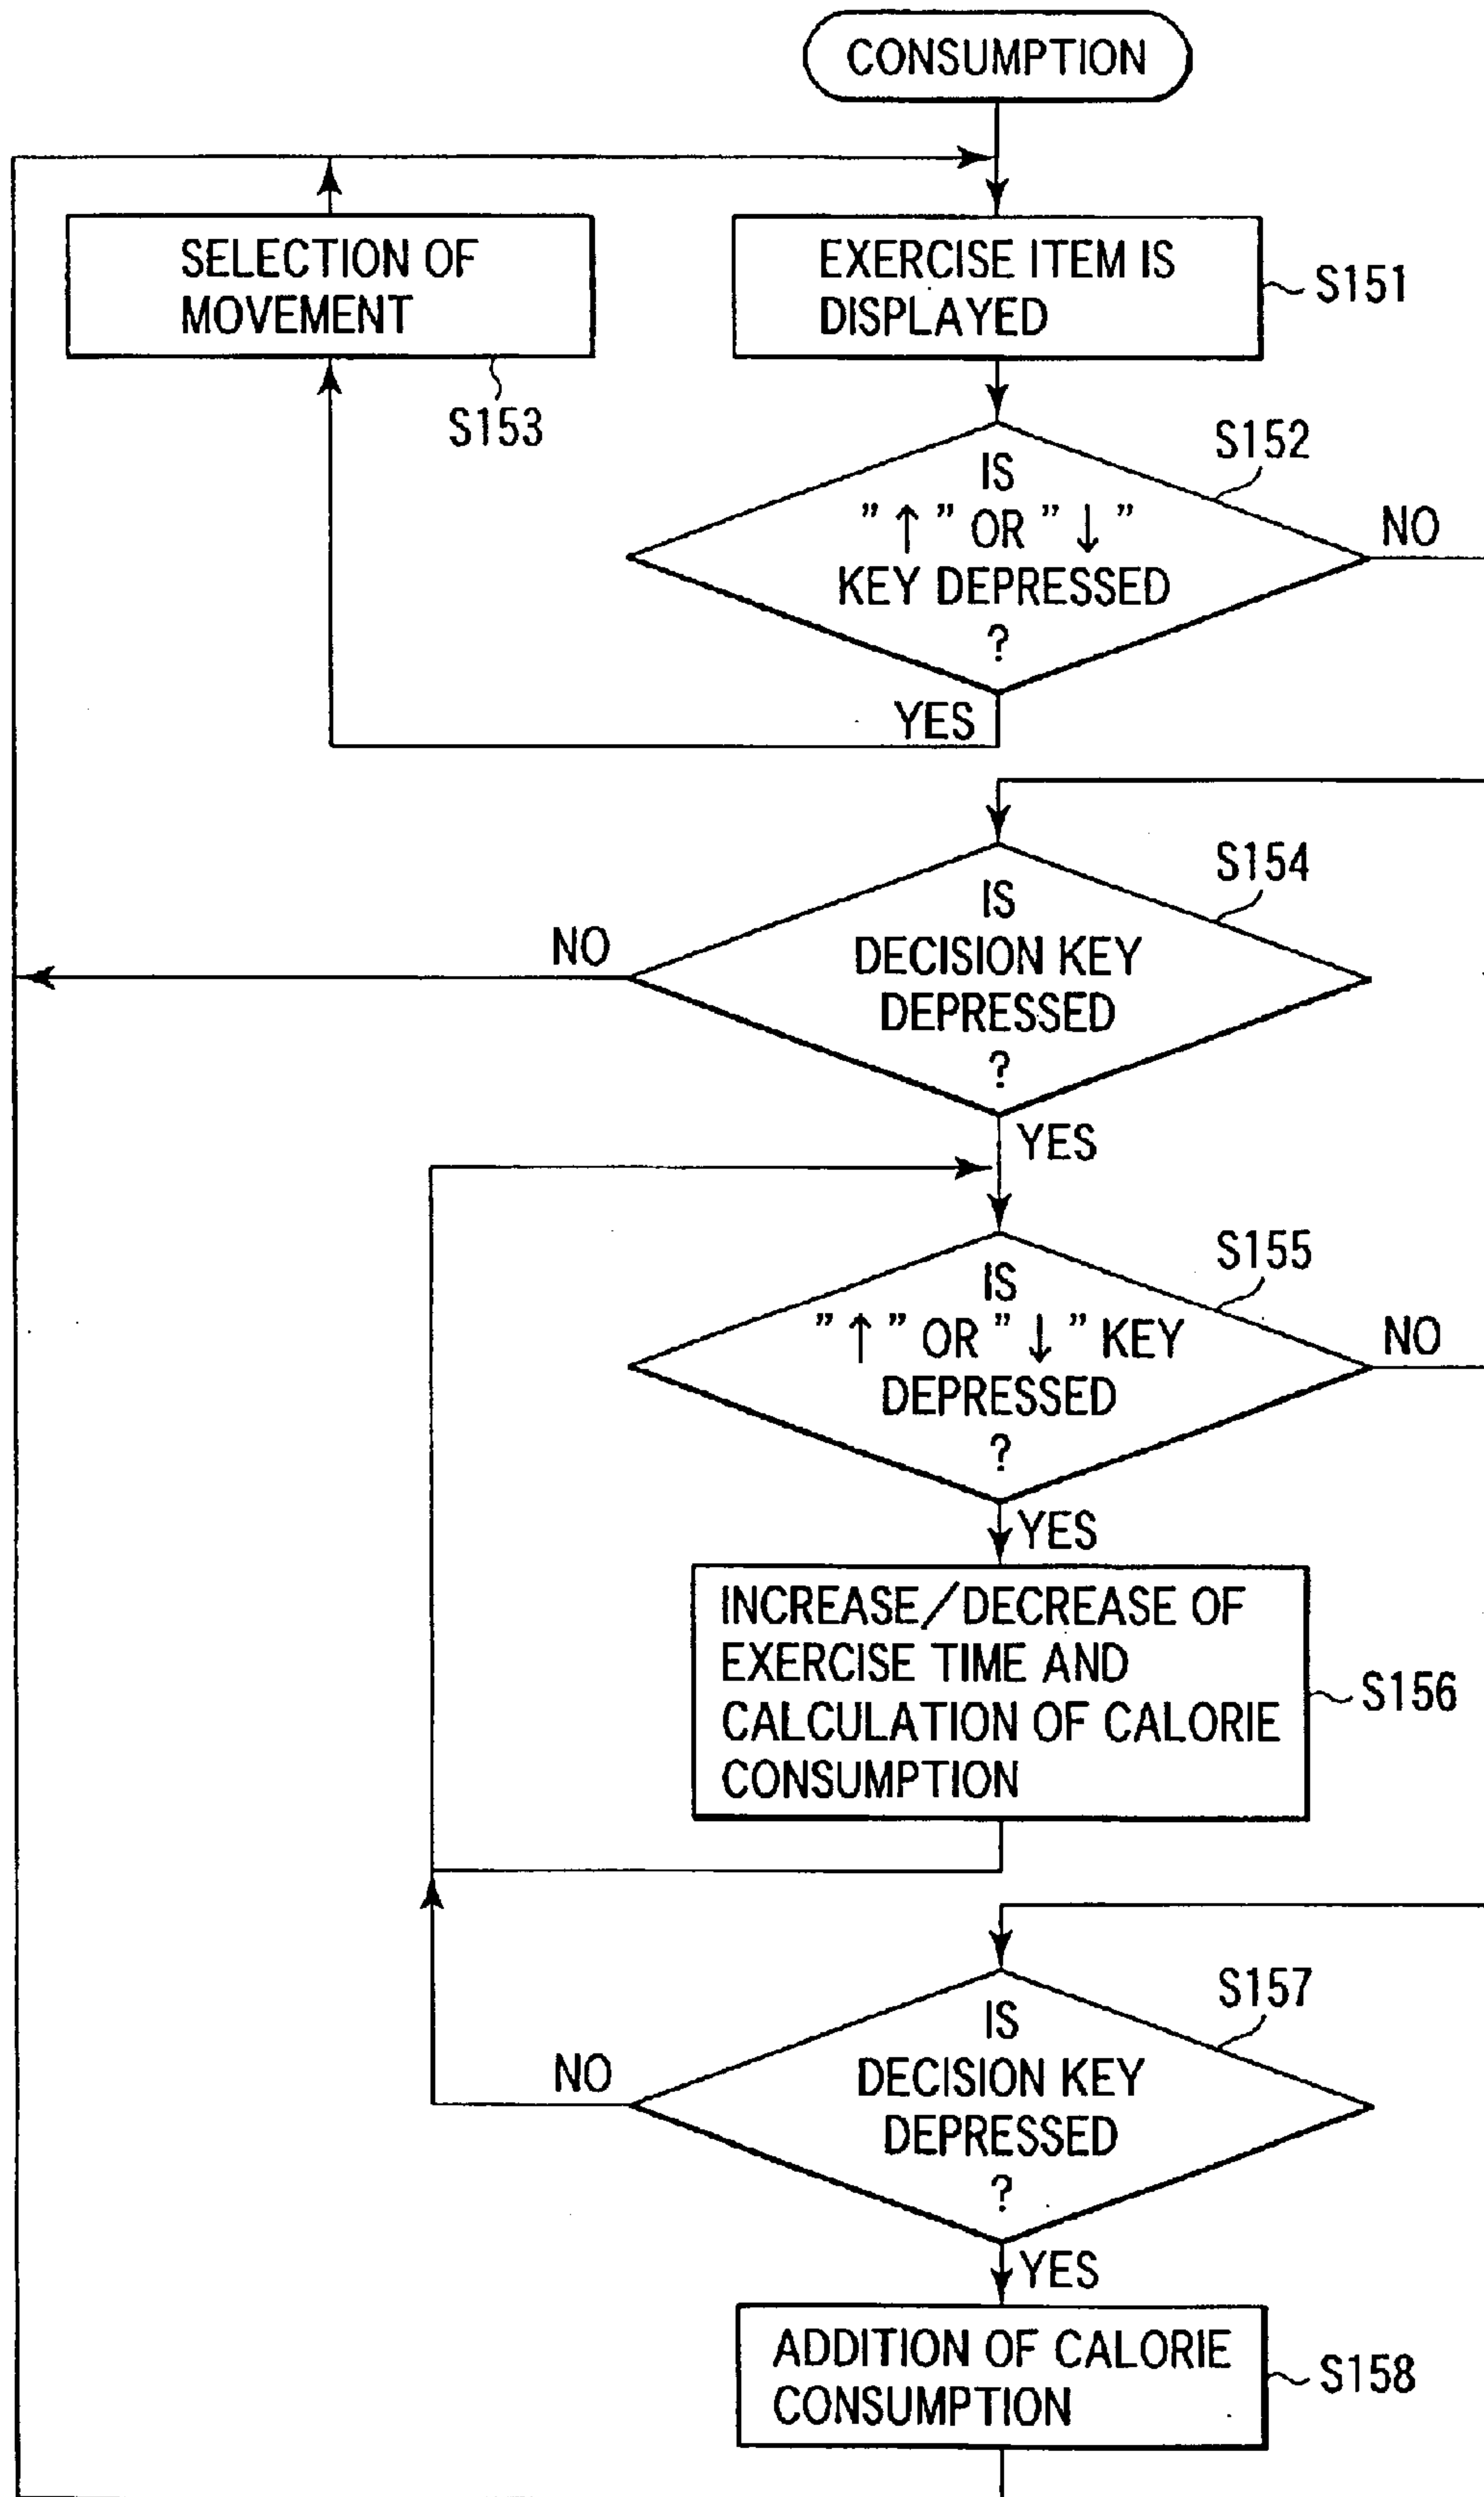 CONSUMPTION
SELECTION OF
MOVEMENT
S153
EXERCISE ITEM IS
DISPLAYED
S151
S152
IS
"↑" OR "↓"
KEY DEPRESSED
?
NO
YES
S154
IS
DECISION KEY
DEPRESSED
?
NO
YES
S155
IS
"↑" OR "↓" KEY
DEPRESSED
?
NO
YES
INCREASE/DECREASE OF
EXERCISE TIME AND
CALCULATION OF CALORIE
CONSUMPTION
S156
S157
IS
DECISION KEY
DEPRESSED
?
NO
YES
ADDITION OF CALORIE
CONSUMPTION
S158